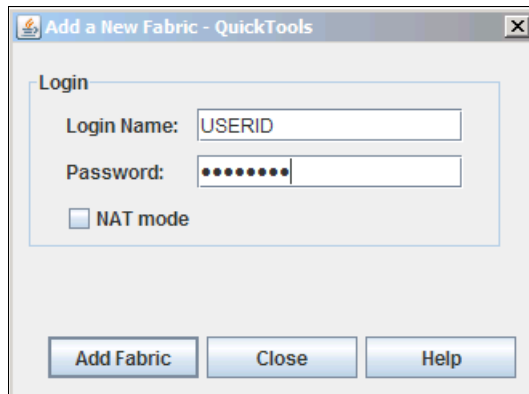 Add a New Fabric - QuickTools
Login
Login Name: USERID
Password: ••••••••
NAT mode
Add Fabric Close Help